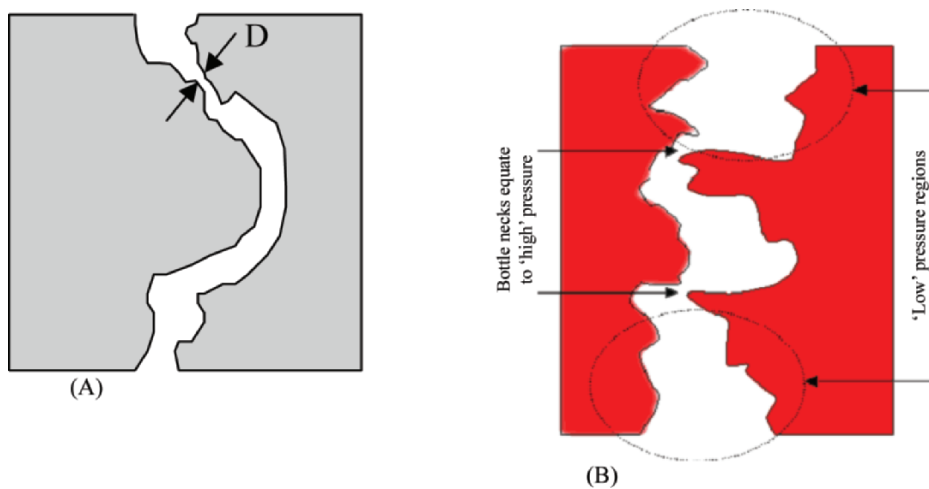 D
(A)
Bottle necks equate
to ‘high’ pressure
‘Low’ pressure regions
(B)